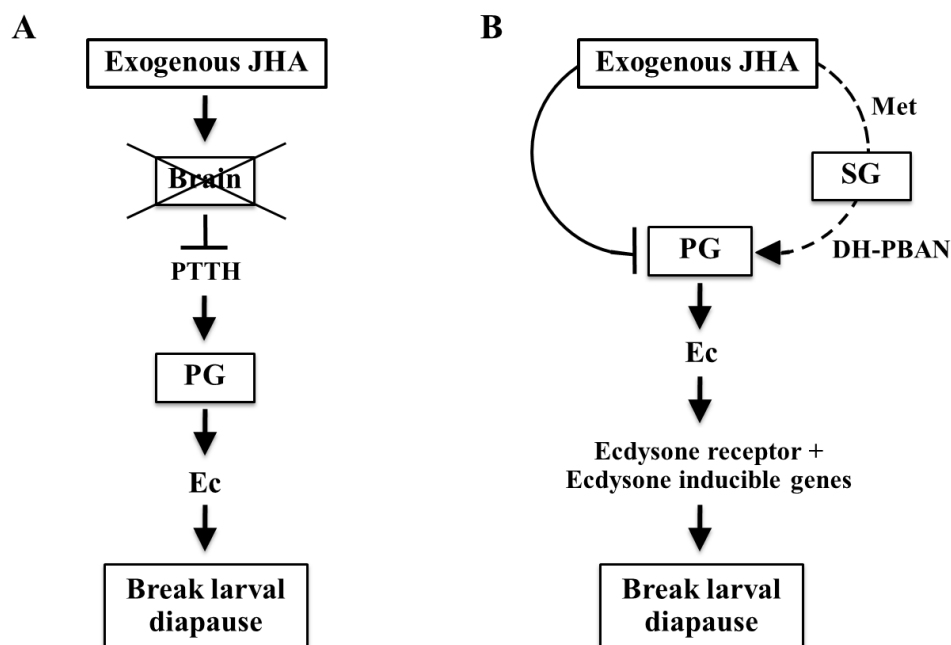 A
Exogenous JHA
Brain
PTTH
PG
Ec
Break larval
diapause
B
Exogenous JHA
Met
SG
DH-PBAN
PG
Ec
Ecdysone receptor +
Ecdysone inducible genes
Break larval
diapause